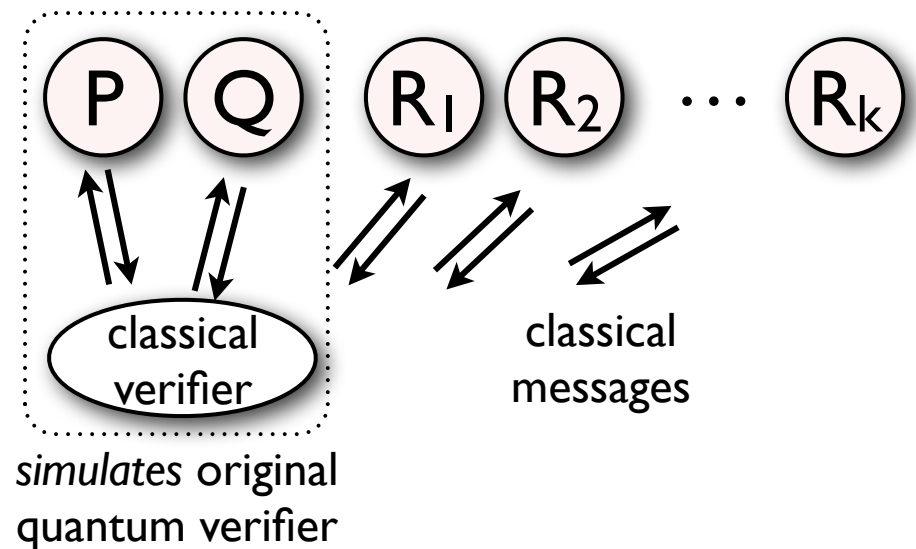 P Q R₁ R₂ ··· Rₖ
classical
verifier
classical
messages
simulates original
quantum verifier